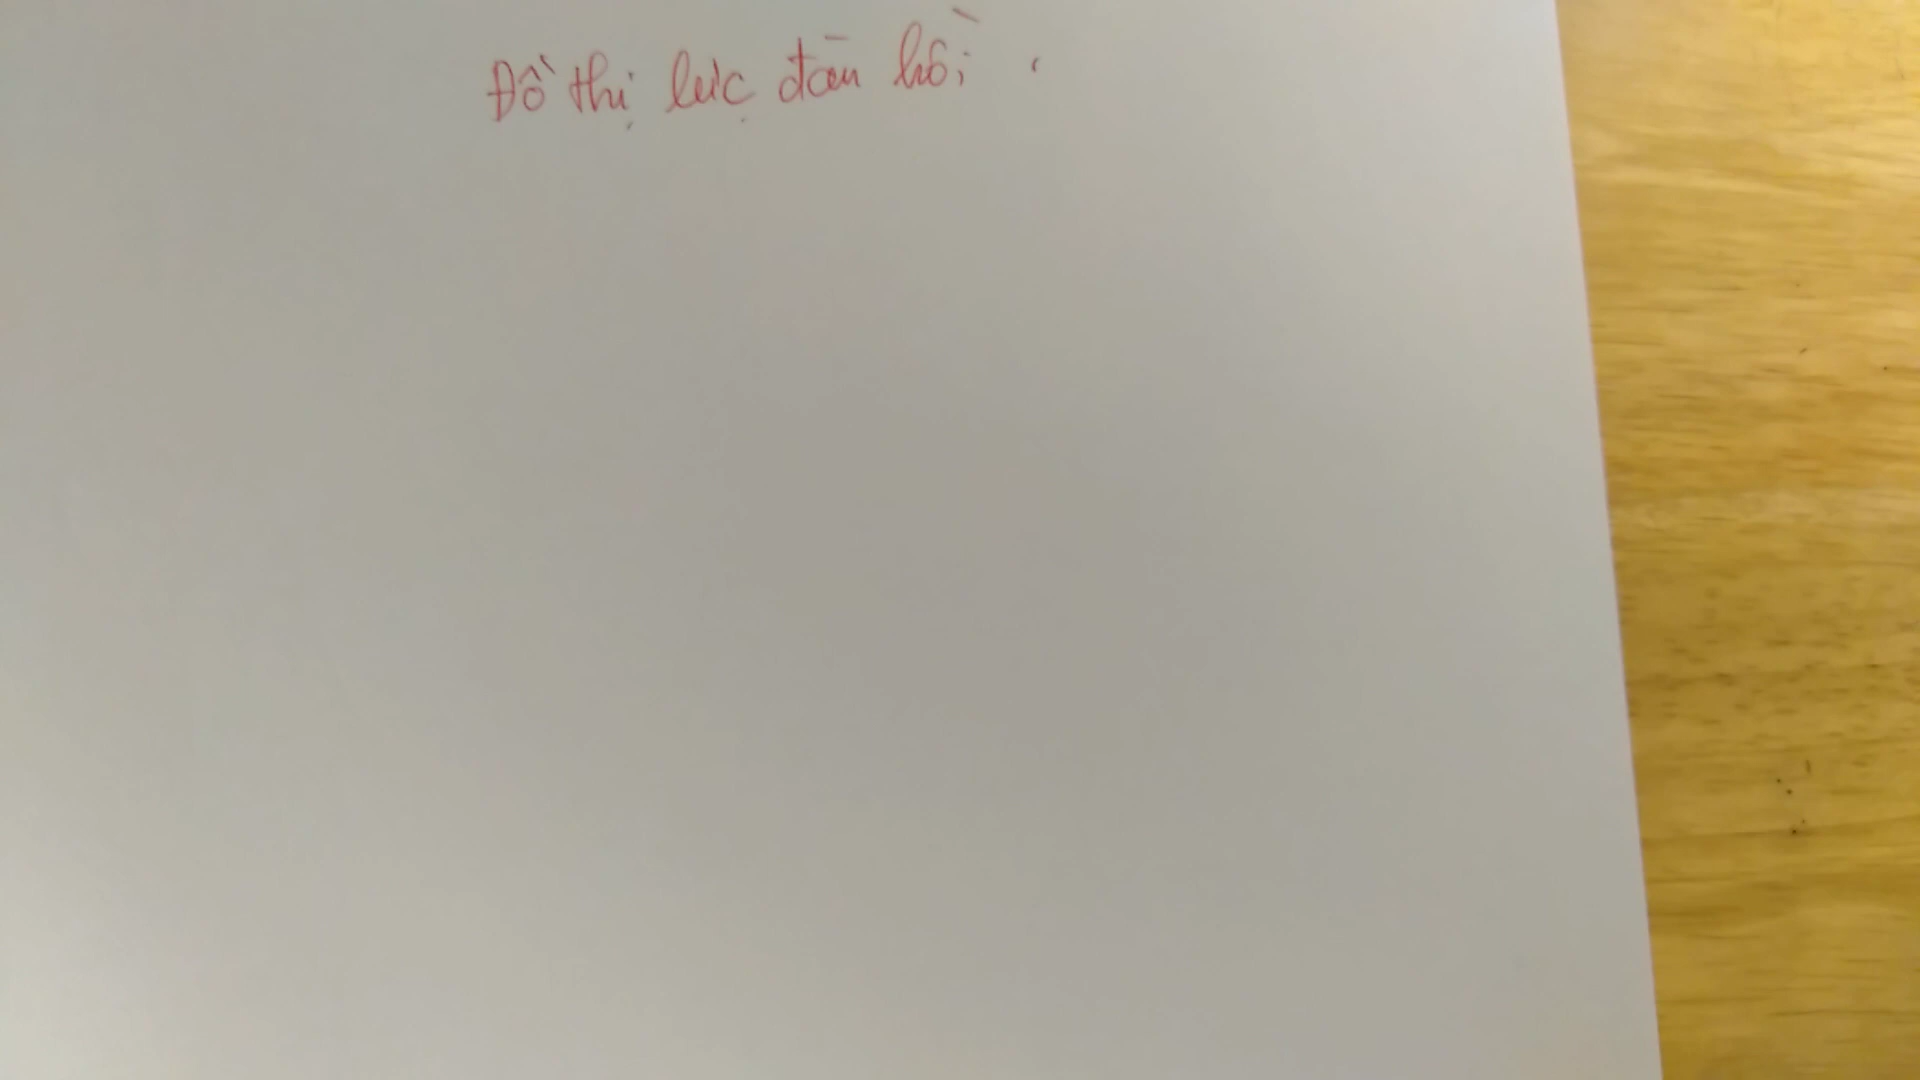 Đồ thị lực đàn hồi.